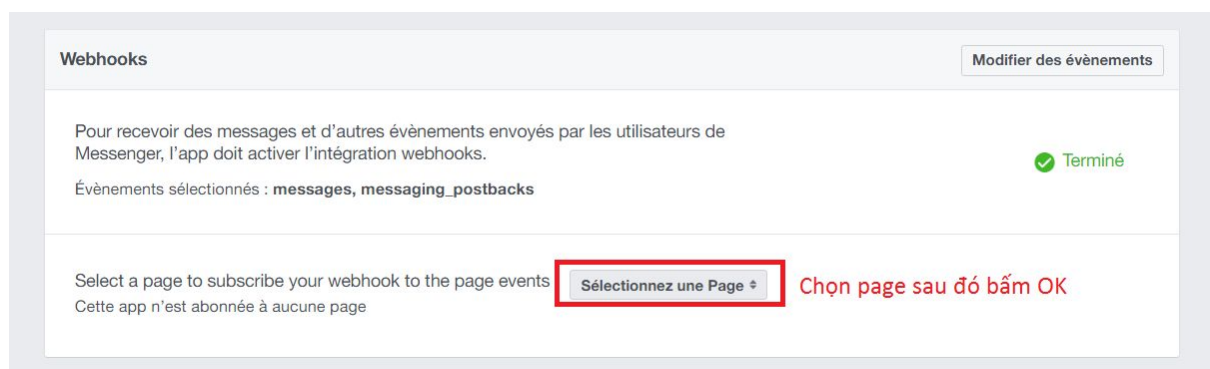 Webhooks
Modifier des évènements
Pour recevoir des messages et d'autres évènements envoyés par les utilisateurs de
Messenger, l'app doit activer l'intégration webhooks.
Terminé
Évènements sélectionnés : messages, messaging_postbacks
Select a page to subscribe your webhook to the page events
Sélectionnez une Page
Chọn page sau đó bấm OK
Cette app n'est abonnée à aucune page